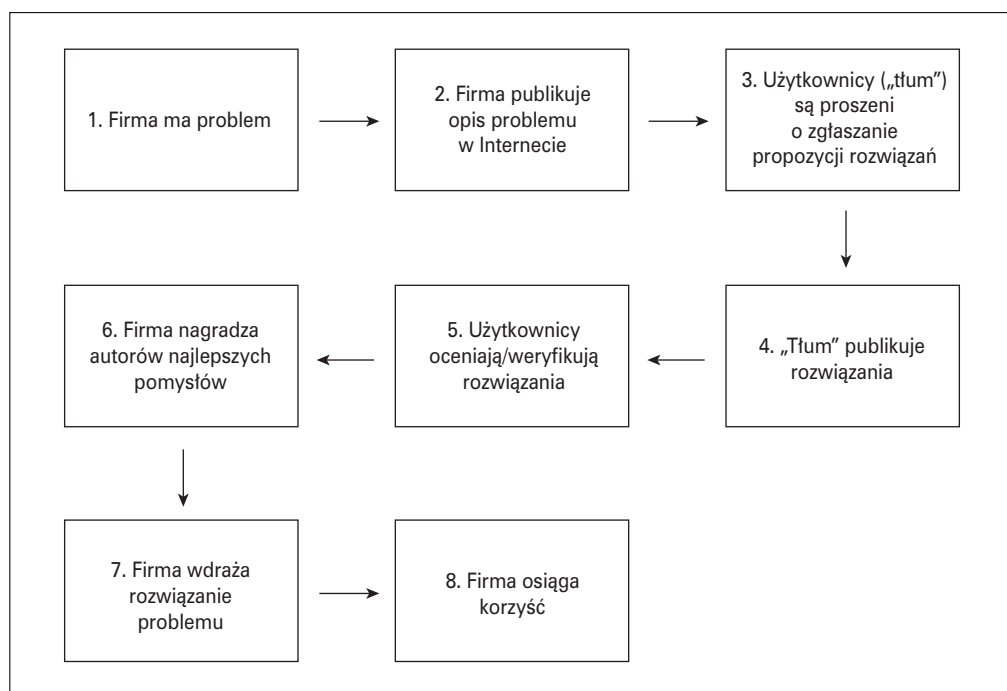 1. Firma ma problem
2. Firma publikuje
opis problemu
w Internecie
3. Użytkownicy („tłum”)
są proszeni
o zgłaszanie
propozycji rozwiązań
4. „Tłum” publikuje
rozwiązania
5. Użytkownicy
oceniają/weryfikują
rozwiązania
6. Firma nagradza
autorów najlepszych
pomysłów
7. Firma wdraża
rozwiązanie
problemu
8. Firma osiąga
korzyść